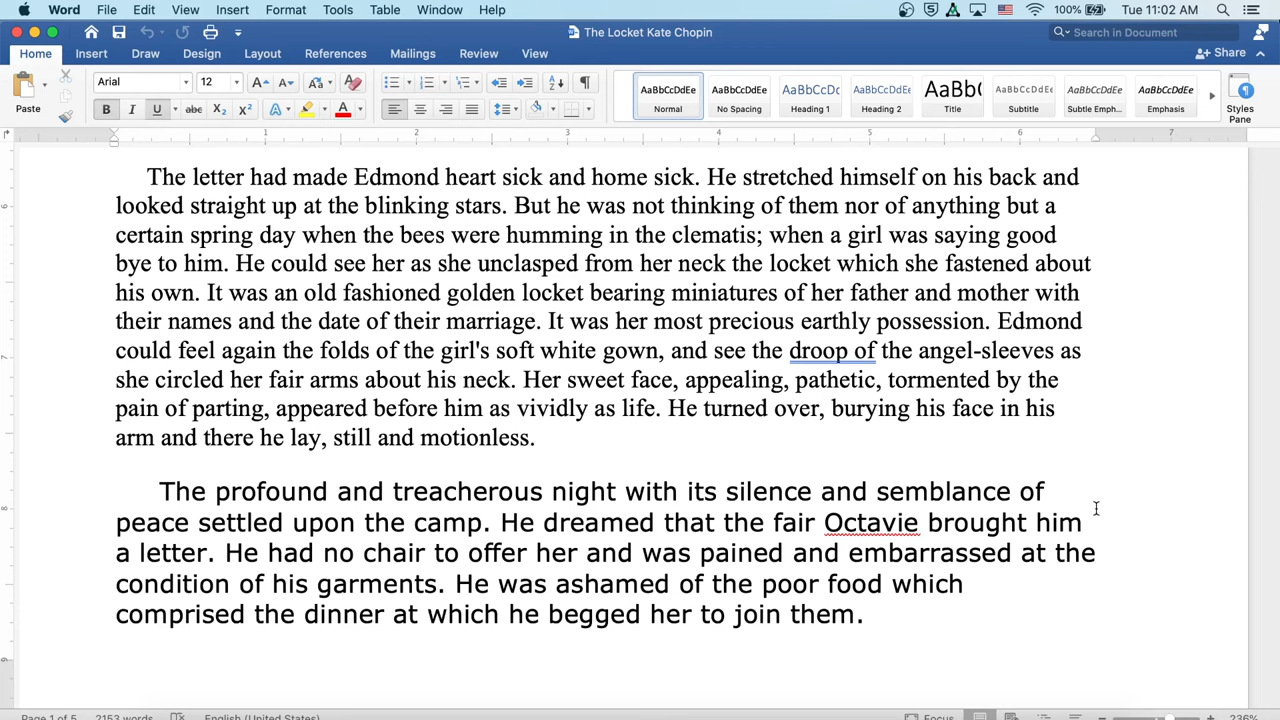 Word File Edit View Insert Format Tools Table Window Help 100% Tue 11:02 AM
The Locket Kate Chopin
Search in Document
Home Insert Draw Design Layout References Mailings Review View
Share
Paste
Arial 12
AaBbCcDdEe AaBbCcDdEe AaBbCcDc AaBbCcDdEe AaBbC AaBbCcDdEe AaBbCcDdEe AaBbCcDdEe
Normal No Spacing Heading 1 Heading 2 Title Subtitle Subtle Emph... Emphasis
Styles Pane
1 2 3 4 5 6 7
The letter had made Edmond heart sick and home sick. He stretched himself on his back and
looked straight up at the blinking stars. But he was not thinking of them nor of anything but a
certain spring day when the bees were humming in the clematis; when a girl was saying good
bye to him. He could see her as she unclasped from her neck the locket which she fastened about
his own. It was an old fashioned golden locket bearing miniatures of her father and mother with
their names and the date of their marriage. It was her most precious earthly possession. Edmond
could feel again the folds of the girl's soft white gown, and see the droop of the angel-sleeves as
she circled her fair arms about his neck. Her sweet face, appealing, pathetic, tormented by the
pain of parting, appeared before him as vividly as life. He turned over, burying his face in his
arm and there he lay, still and motionless.
The profound and treacherous night with its silence and semblance of
peace settled upon the camp. He dreamed that the fair Octavie brought him
a letter. He had no chair to offer her and was pained and embarrassed at the
condition of his garments. He was ashamed of the poor food which
comprised the dinner at which he begged her to join them.
Page 1 of 5 2153 words English (United States) Focus 236%